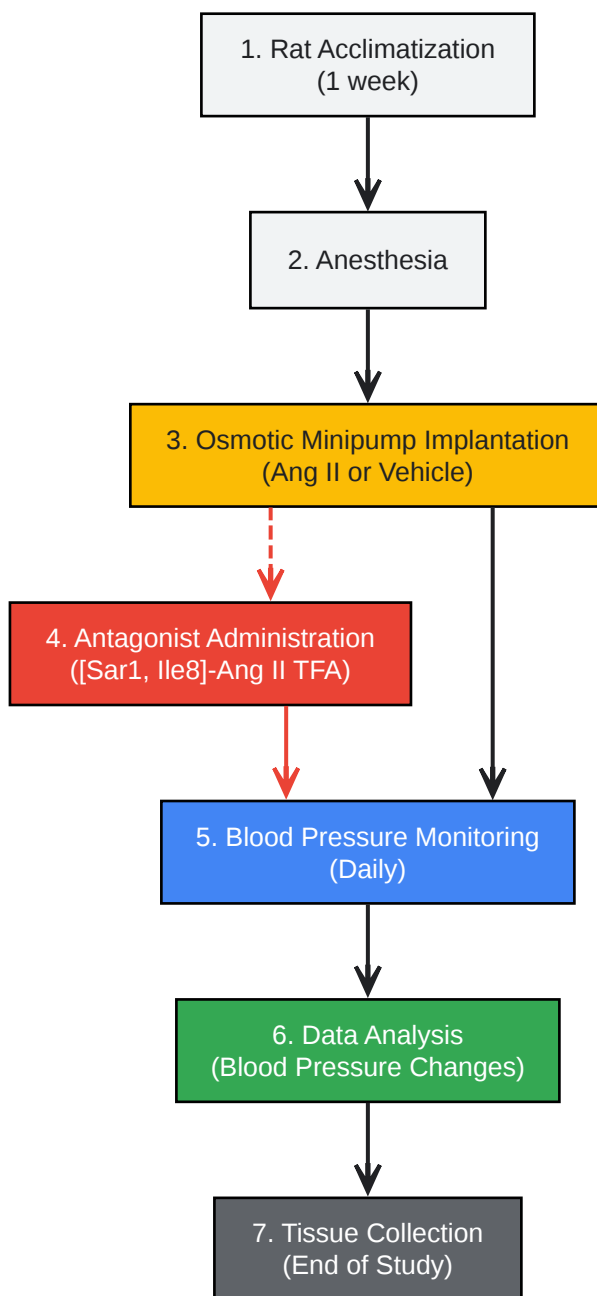 1. Rat Acclimatization
(1 week)
2. Anesthesia
3. Osmotic Minipump Implantation
(Ang II or Vehicle)
4. Antagonist Administration
([Sar1, Ile8]-Ang II TFA)
5. Blood Pressure Monitoring
(Daily)
6. Data Analysis
(Blood Pressure Changes)
7. Tissue Collection
(End of Study)